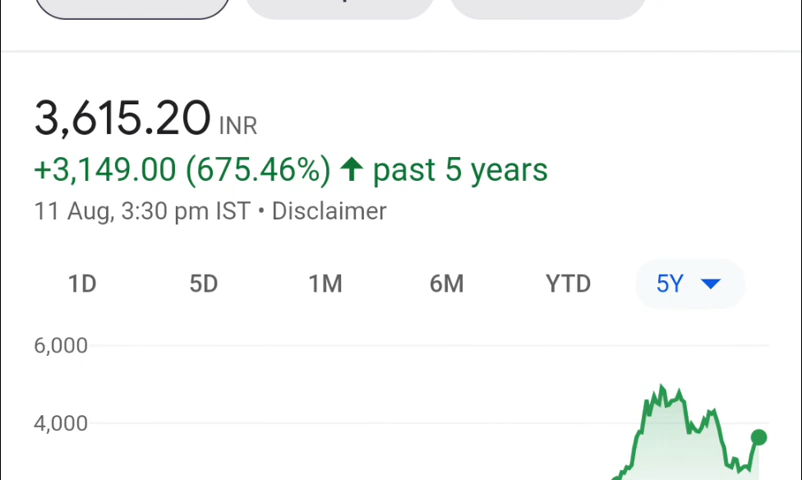 3,615.20 INR
+3,149.00 (675.46%) ↑ past 5 years
11 Aug, 3:30 pm IST • Disclaimer
1D 5D 1M 6M YTD 5Y
6,000
4,000